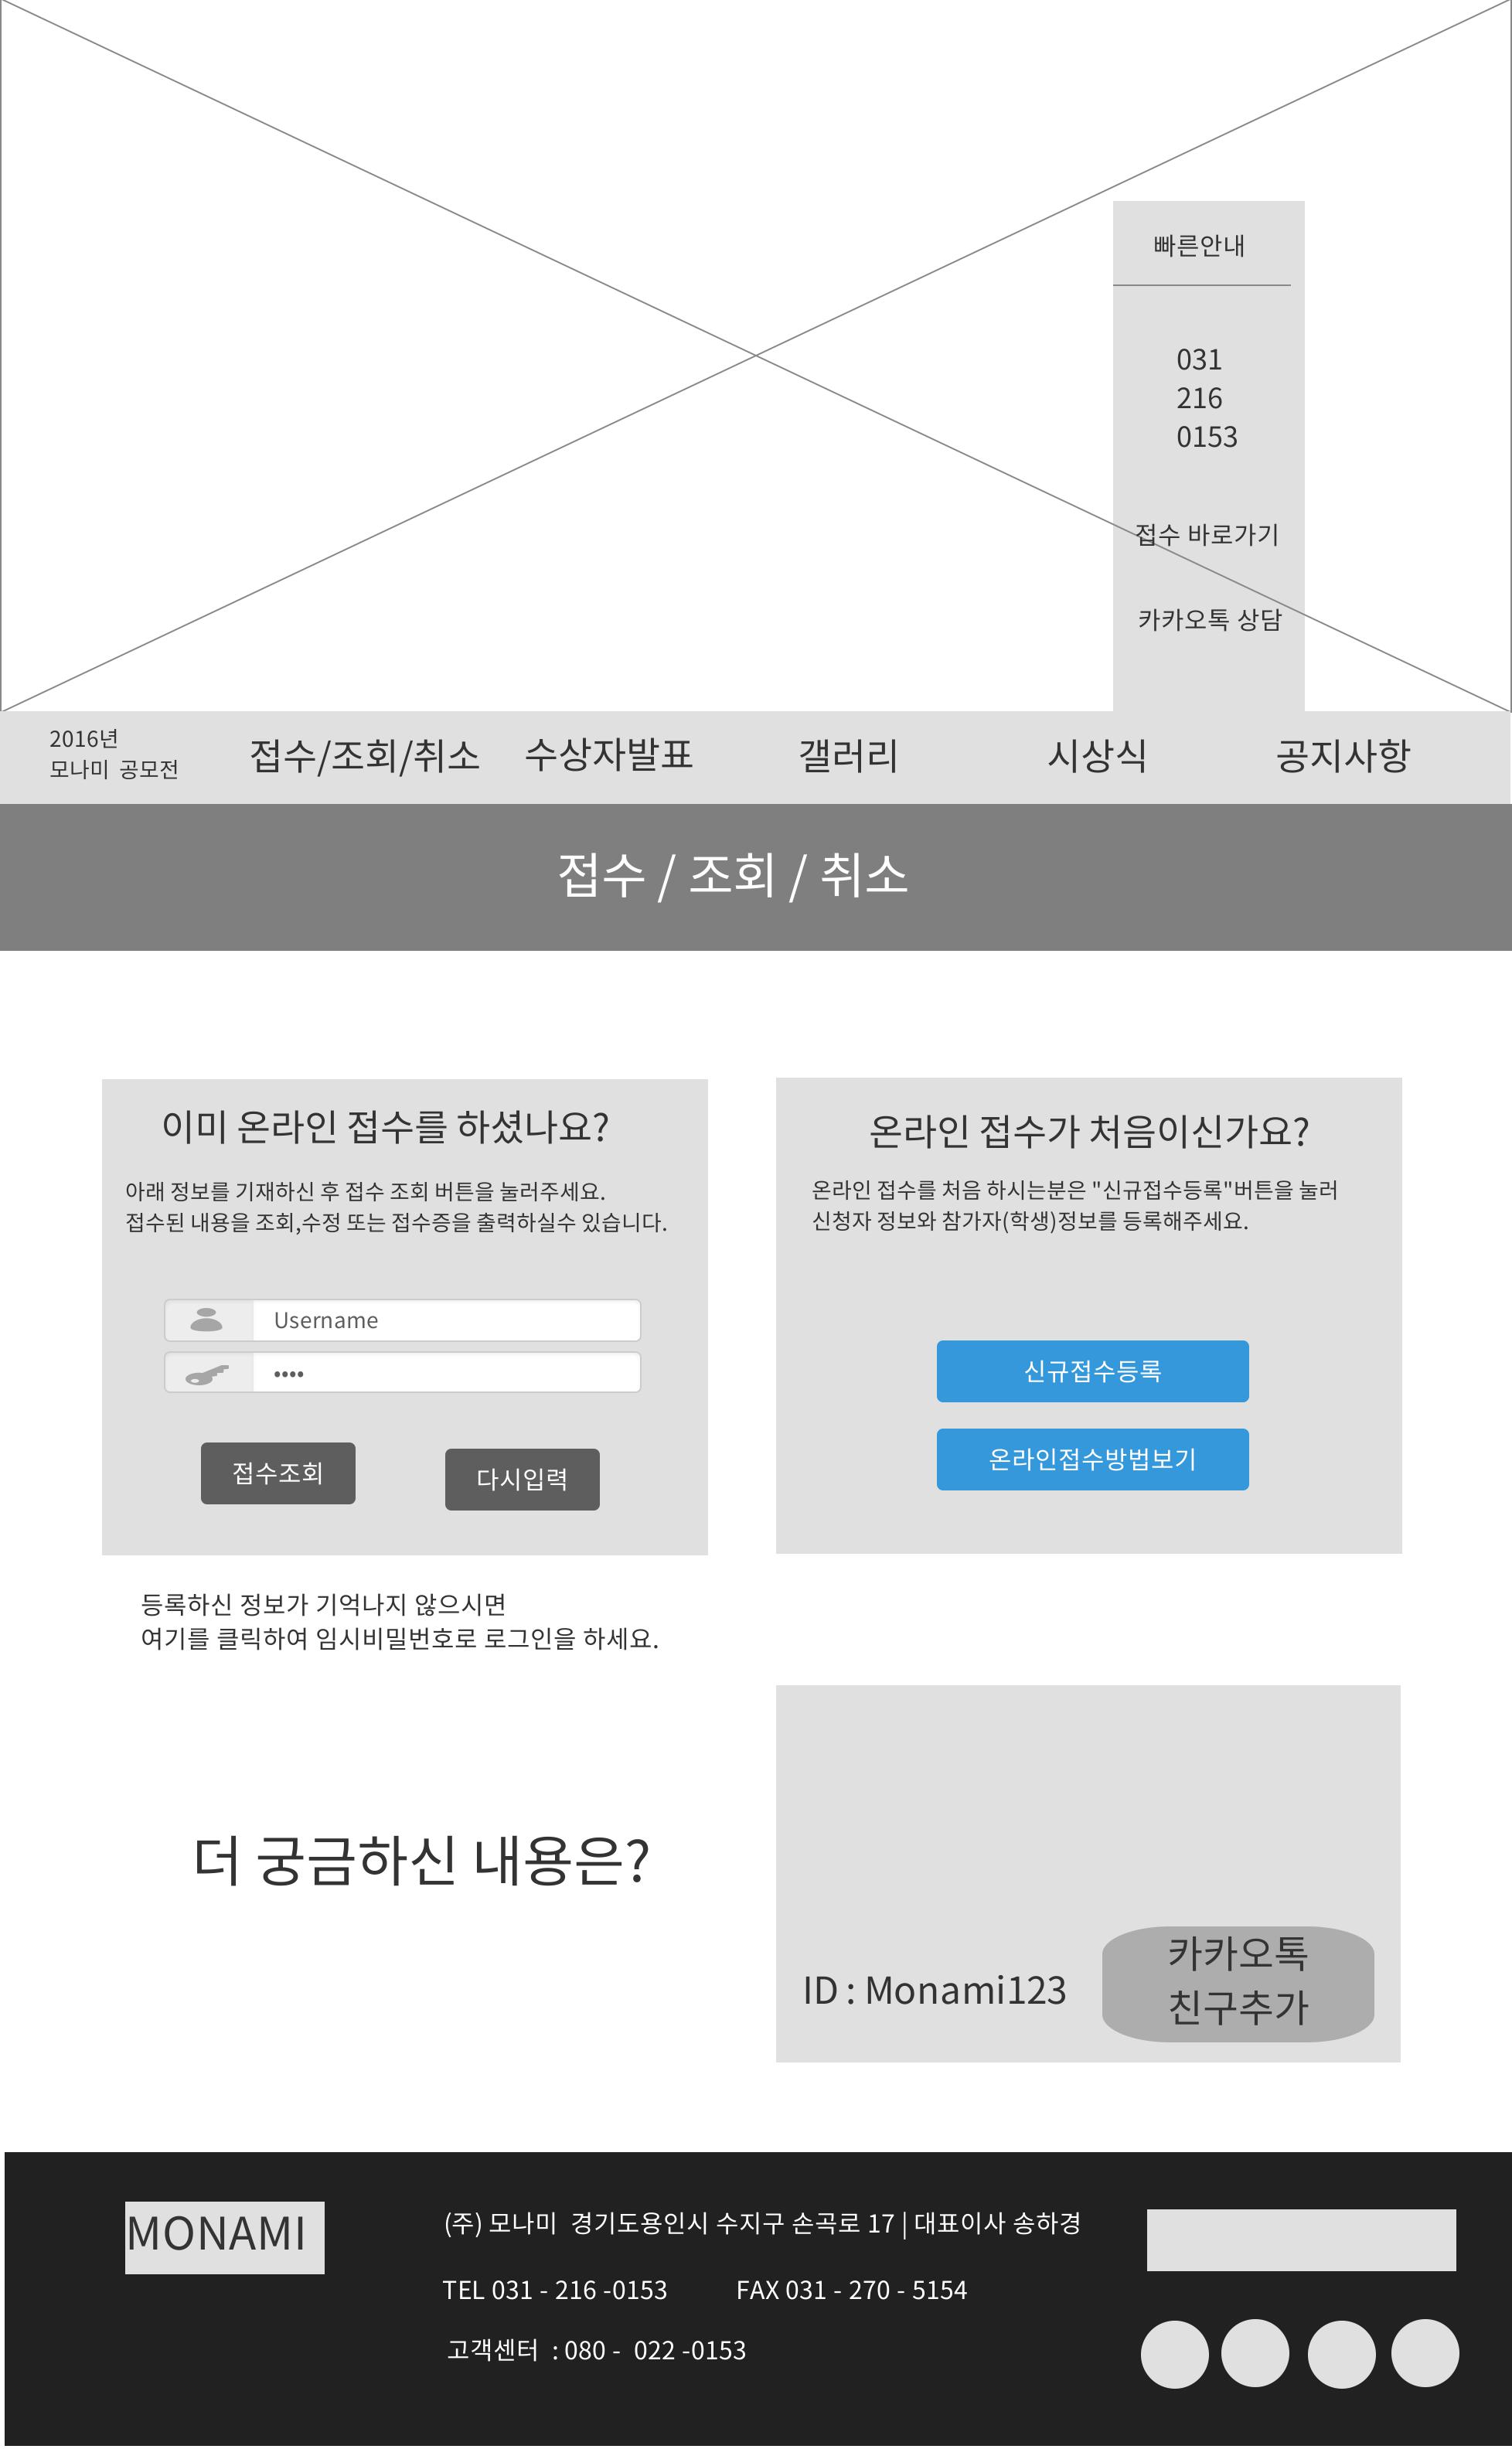 빠른안내
031
216
0153
접수 바로가기
카카오톡 상담
2016년
모나미 공모전
접수/조회/취소
수상자발표
갤러리
시상식
공지사항
접수 / 조회 / 취소
이미 온라인 접수를 하셨나요?
아래 정보를 기재하신 후 접수 조회 버튼을 눌러주세요.
접수된 내용을 조회,수정 또는 접수증을 출력하실수 있습니다.
Username
••••
접수조회
다시입력
온라인 접수가 처음이신가요?
온라인 접수를 처음 하시는분은 "신규접수등록"버튼을 눌러
신청자 정보와 참가자(학생)정보를 등록해주세요.
신규접수등록
온라인접수방법보기
등록하신 정보가 기억나지 않으시면
여기를 클릭하여 임시비밀번호로 로그인을 하세요.
더 궁금하신 내용은?
ID : Monami123
카카오톡
친구추가
MONAMI
(주) 모나미  경기도용인시 수지구 손곡로 17 | 대표이사 송하경
TEL 031 - 216 -0153
FAX 031 - 270 - 5154
고객센터  : 080 -  022 -0153